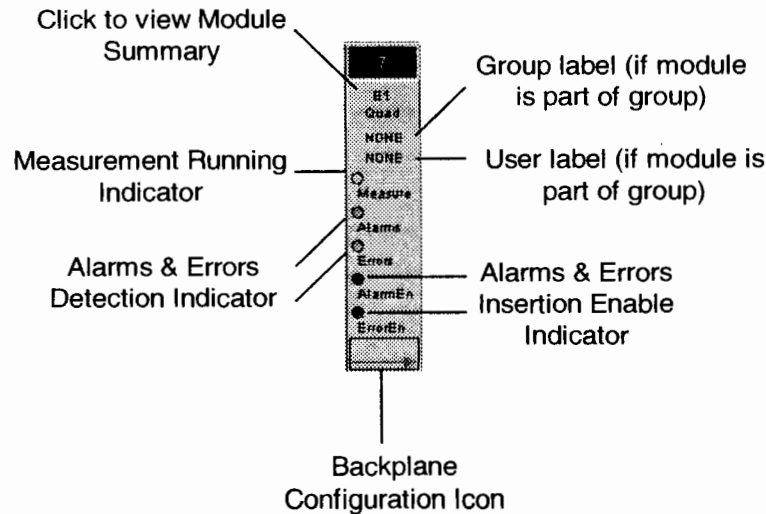 Click to view Module
Summary
7
Group label (if module
is part of group)
E1
Quad
NONE
NONE
User label (if module is
part of group)
Measurement Running
Indicator
Measure
Alarms
Alarms & Errors
Detection Indicator
Errors
Alarms & Errors
Insertion Enable
Indicator
AlarmEn
ErrorEn
Backplane
Configuration Icon